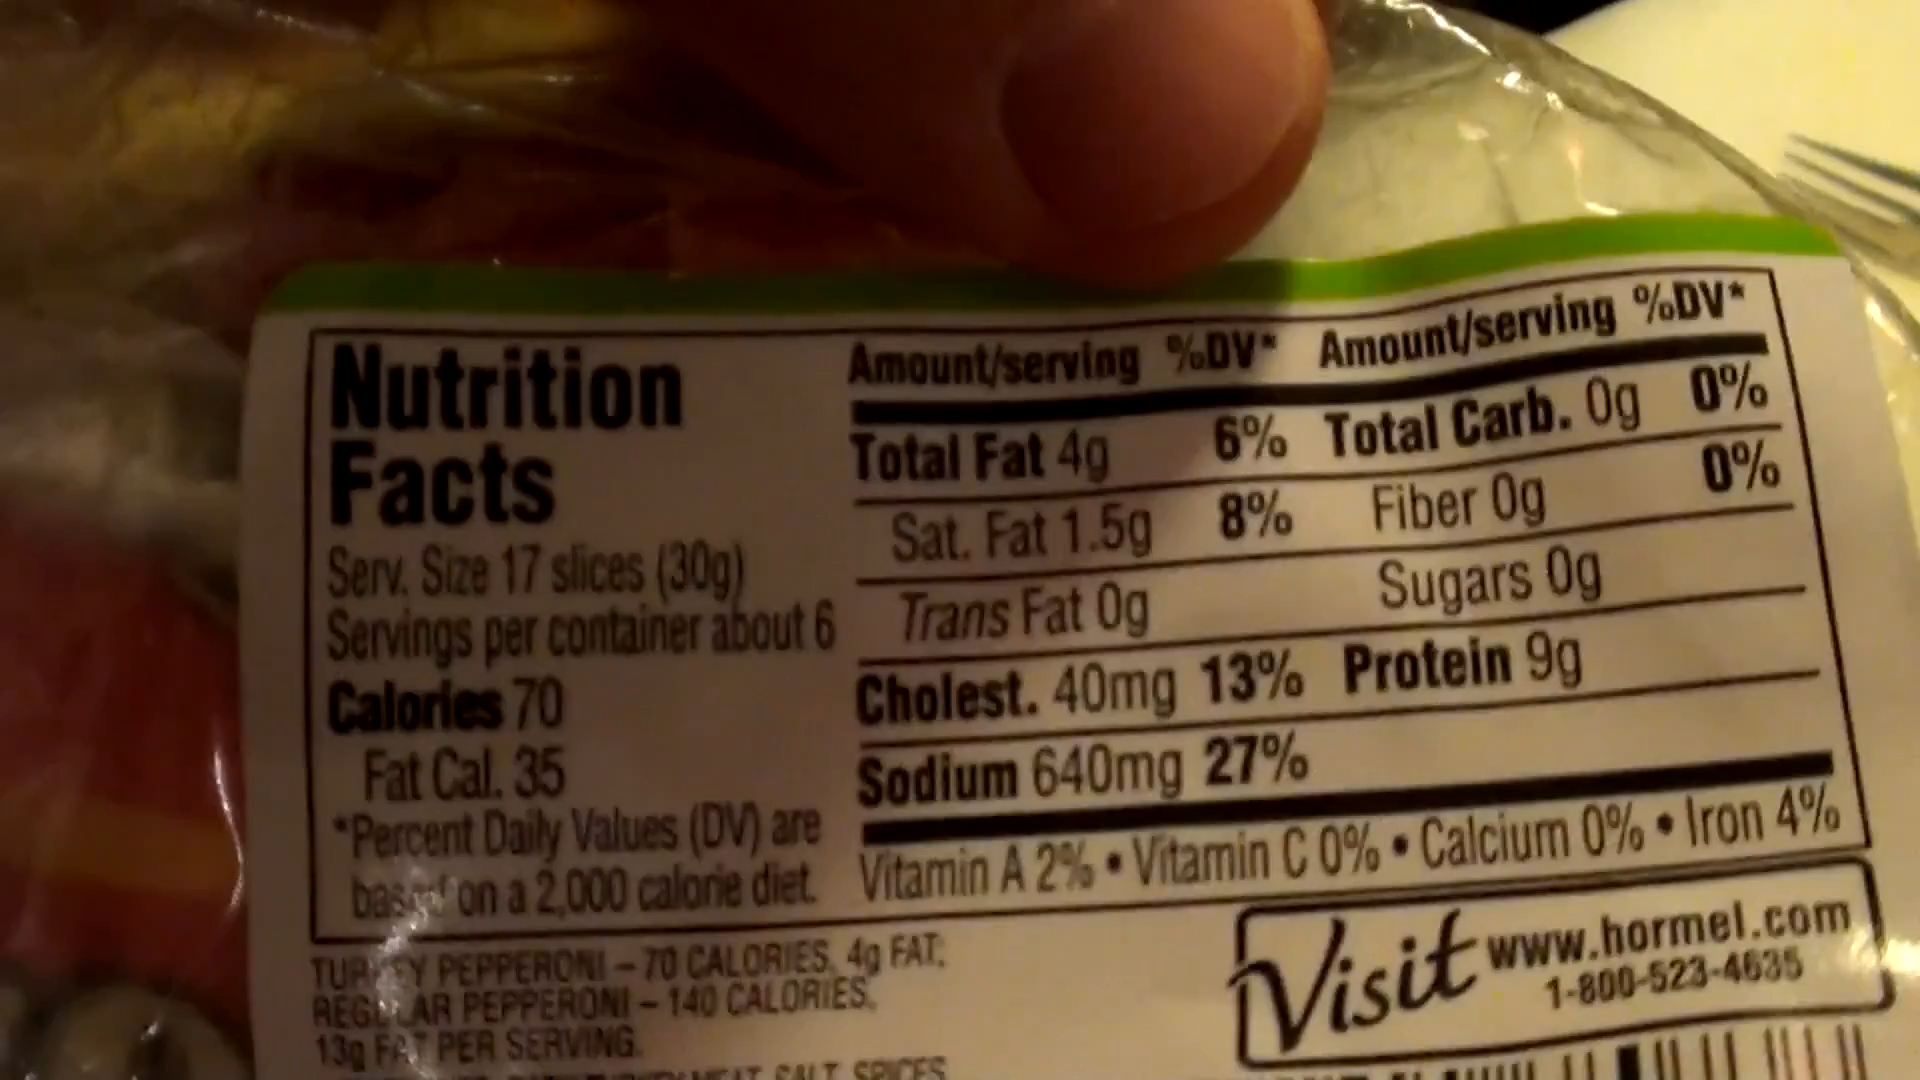 Nutrition
Facts
Serv. Size 17 slices (30g)
Servings per container about 6
Calories 70
Fat Cal. 35
*Percent Daily Values (DV) are
based on a 2,000 calorie diet.
Amount/serving %DV* Amount/serving %DV*
Total Fat 4g 6% Total Carb. 0g 0%
Sat. Fat 1.5g 8% Fiber 0g 0%
Trans Fat 0g Sugars 0g
Cholest. 40mg 13% Protein 9g
Sodium 640mg 27%
Vitamin A 2% • Vitamin C 0% • Calcium 0% • Iron 4%
TURKEY PEPPERONI – 70 CALORIES, 4g FAT;
REGULAR PEPPERONI – 140 CALORIES,
13g FAT PER SERVING.
SALT, SPICES
Visit www.hormel.com
1-800-523-4635